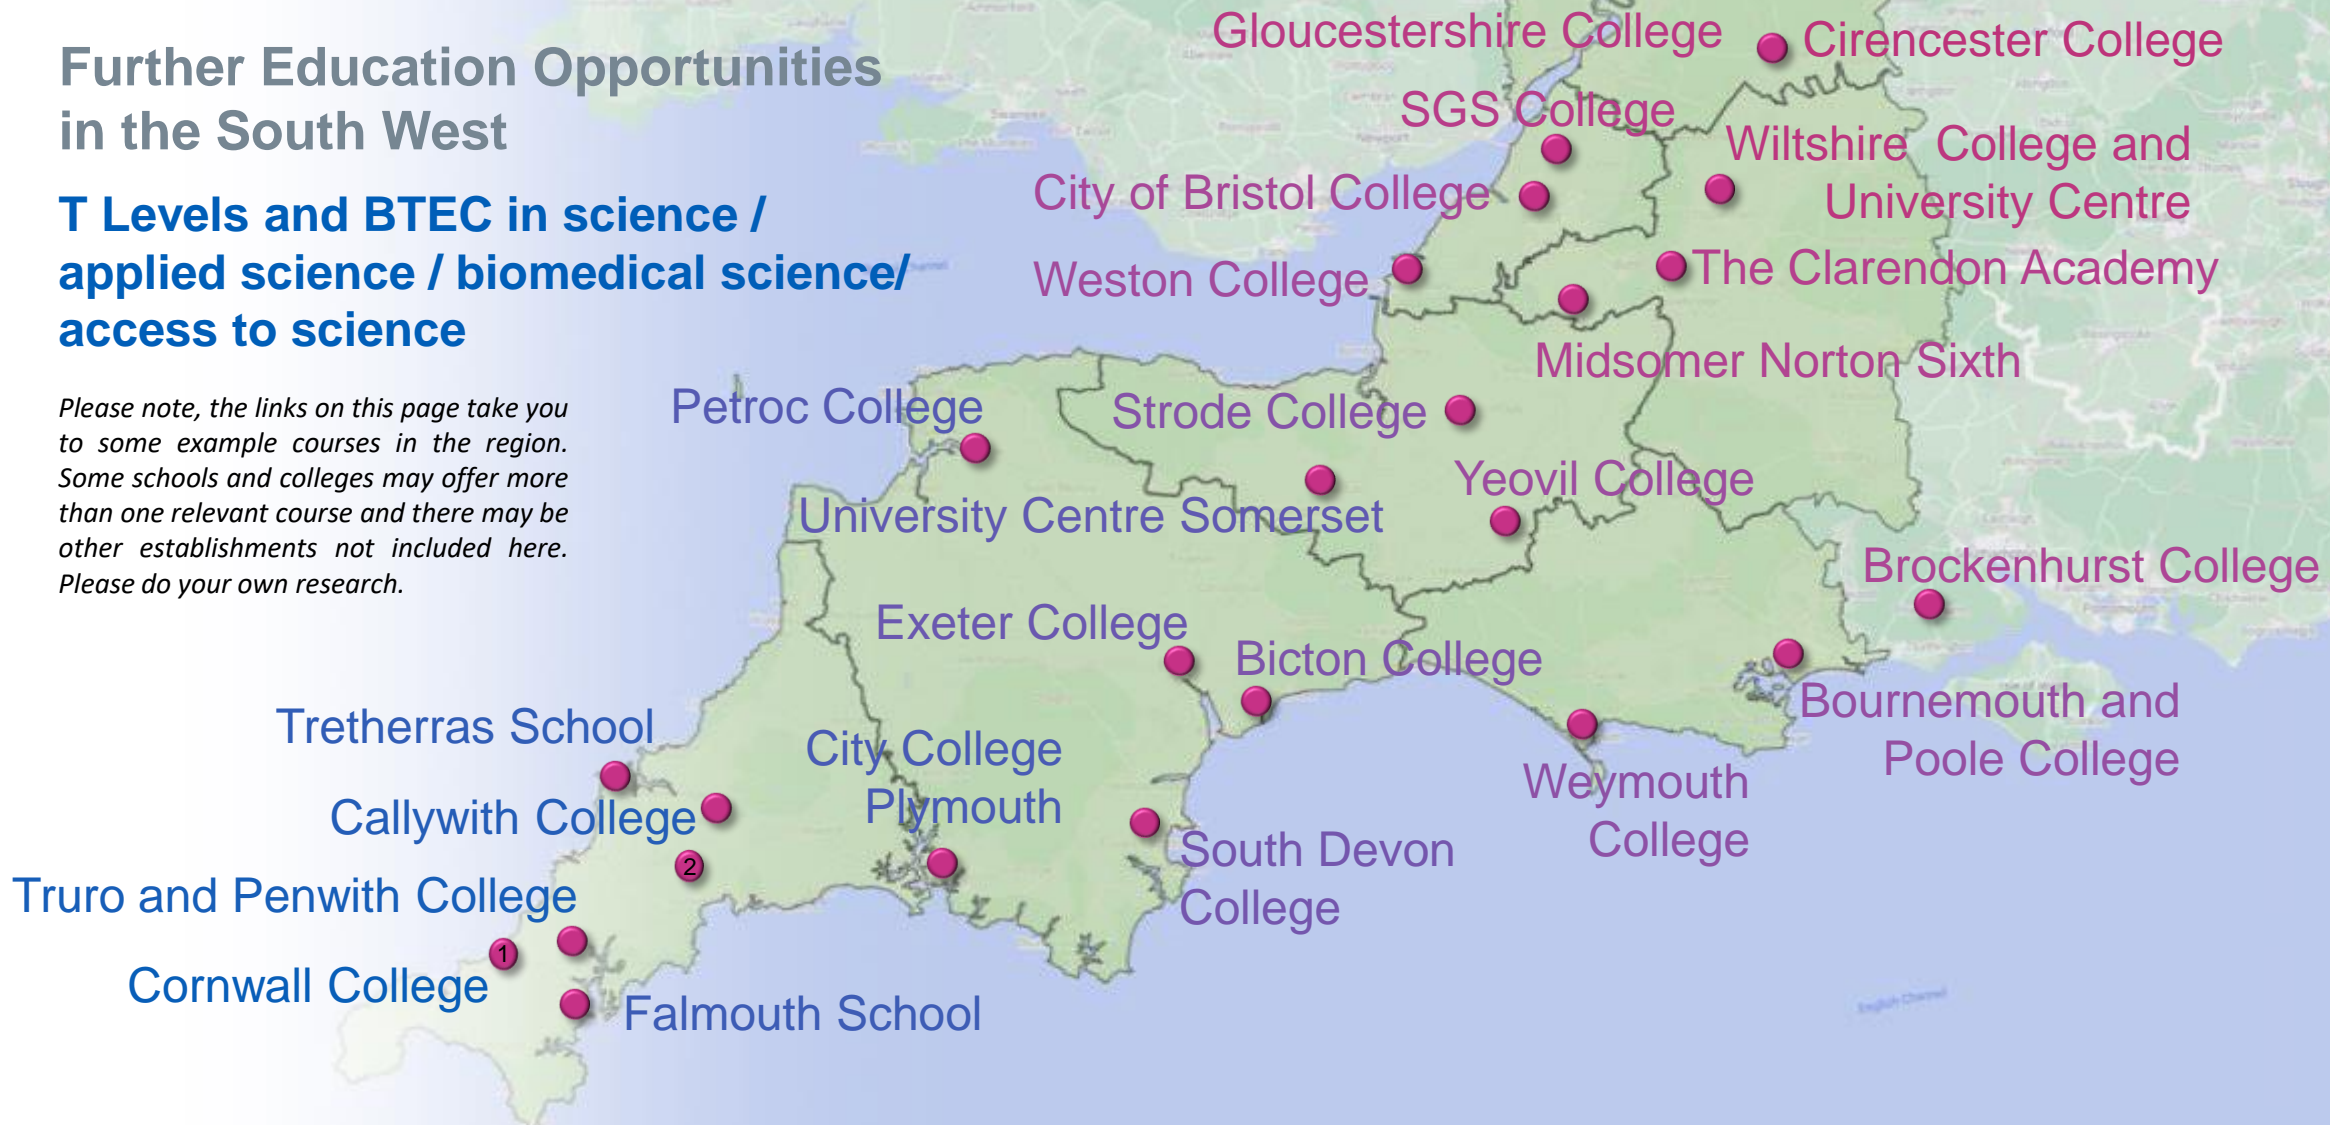 Further Education Opportunities
in the South West
T Levels and BTEC in science /
applied science / biomedical science/
access to science
Please note, the links on this page take you
to some example courses in the region.
Some schools and colleges may offer more
than one relevant course and there may be
other establishments not included here.
Please do your own research.
Gloucestershire College
Cirencester College
SGS College
Wiltshire College and
University Centre
City of Bristol College
Weston College
The Clarendon Academy
Midsomer Norton Sixth
Petroc College
Strode College
Yeovil College
University Centre Somerset
Brockenhurst College
Exeter College
Bicton College
Bournemouth and
Poole College
Tretherras School
City College
Plymouth
Weymouth
College
Callywith College
South Devon
College
2
Truro and Penwith College
1
Cornwall College
Falmouth School
English Channel